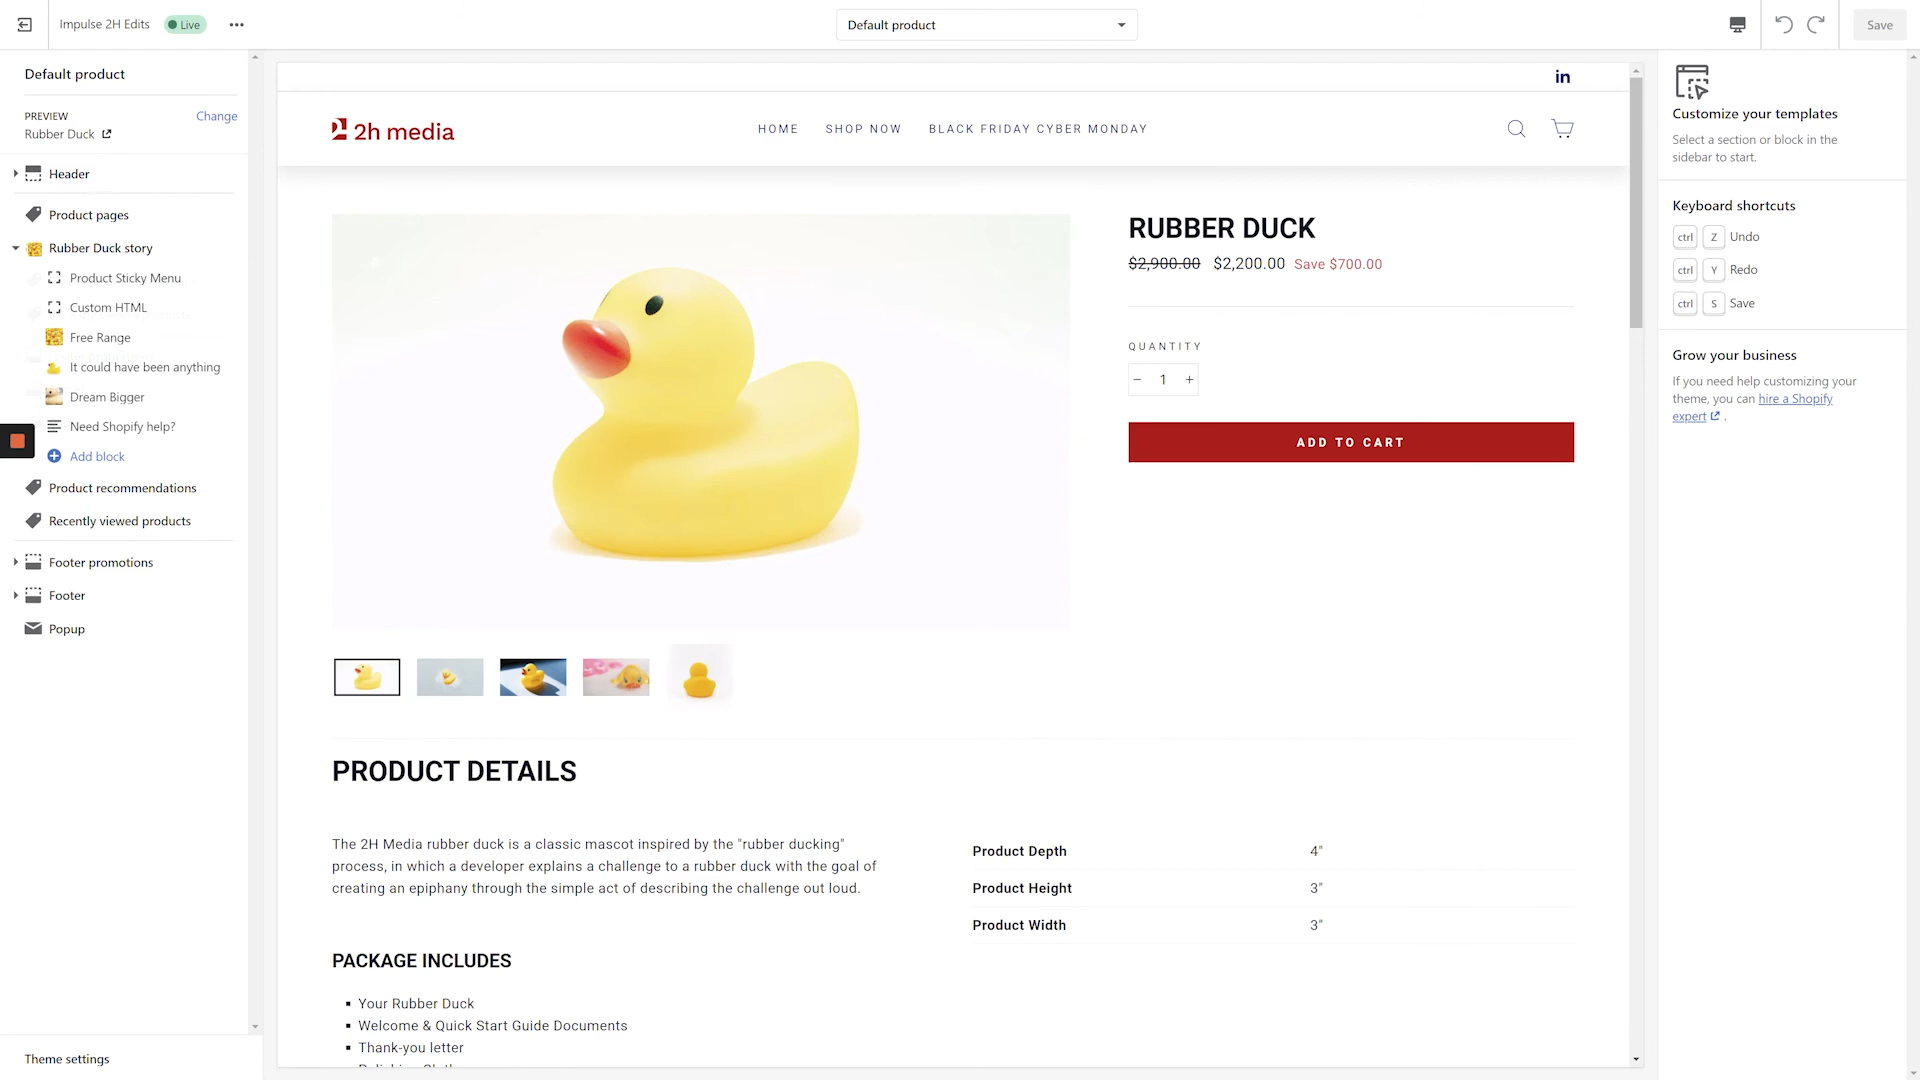 Impulse 2H Edits
Live
Default product
Save
Default product
PREVIEW
Change
Rubber Duck
Header
Product pages
Rubber Duck story
Product Sticky Menu
Custom HTML
Free Range
It could have been anything
Dream Bigger
Need Shopify help?
Add block
Product recommendations
Recently viewed products
Footer promotions
Footer
Popup
Theme settings
in
2h media
HOME
SHOP NOW
BLACK FRIDAY CYBER MONDAY
RUBBER DUCK
$2,900.00 $2,200.00 Save $700.00
QUANTITY
− 1 +
ADD TO CART
PRODUCT DETAILS
The 2H Media rubber duck is a classic mascot inspired by the "rubber ducking"
process, in which a developer explains a challenge to a rubber duck with the goal of
creating an epiphany through the simple act of describing the challenge out loud.
Product Depth 4"
Product Height 3"
Product Width 3"
PACKAGE INCLUDES
Your Rubber Duck
Welcome & Quick Start Guide Documents
Thank-you letter
Customize your templates
Select a section or block in the
sidebar to start.
Keyboard shortcuts
ctrl Z Undo
ctrl Y Redo
ctrl S Save
Grow your business
If you need help customizing your
theme, you can hire a Shopify
expert .